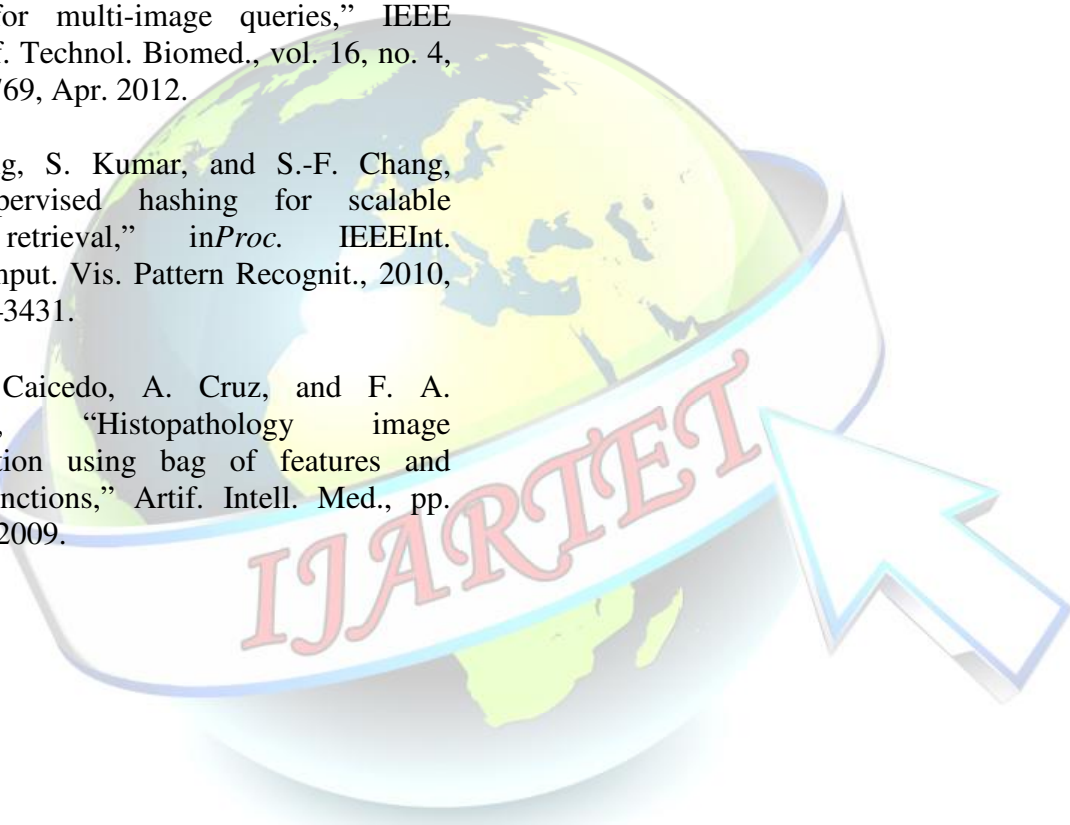 for multi-image queries,” IEEE
f. Technol. Biomed., vol. 16, no. 4,
769, Apr. 2012.
g, S. Kumar, and S.-F. Chang,
pervised hashing for scalable
retrieval,” inProc. IEEEInt.
mput. Vis. Pattern Recognit., 2010,
–3431.
Caicedo, A. Cruz, and F. A.
, “Histopathology image
tion using bag of features and
nctions,” Artif. Intell. Med., pp.
2009.
IJARTET